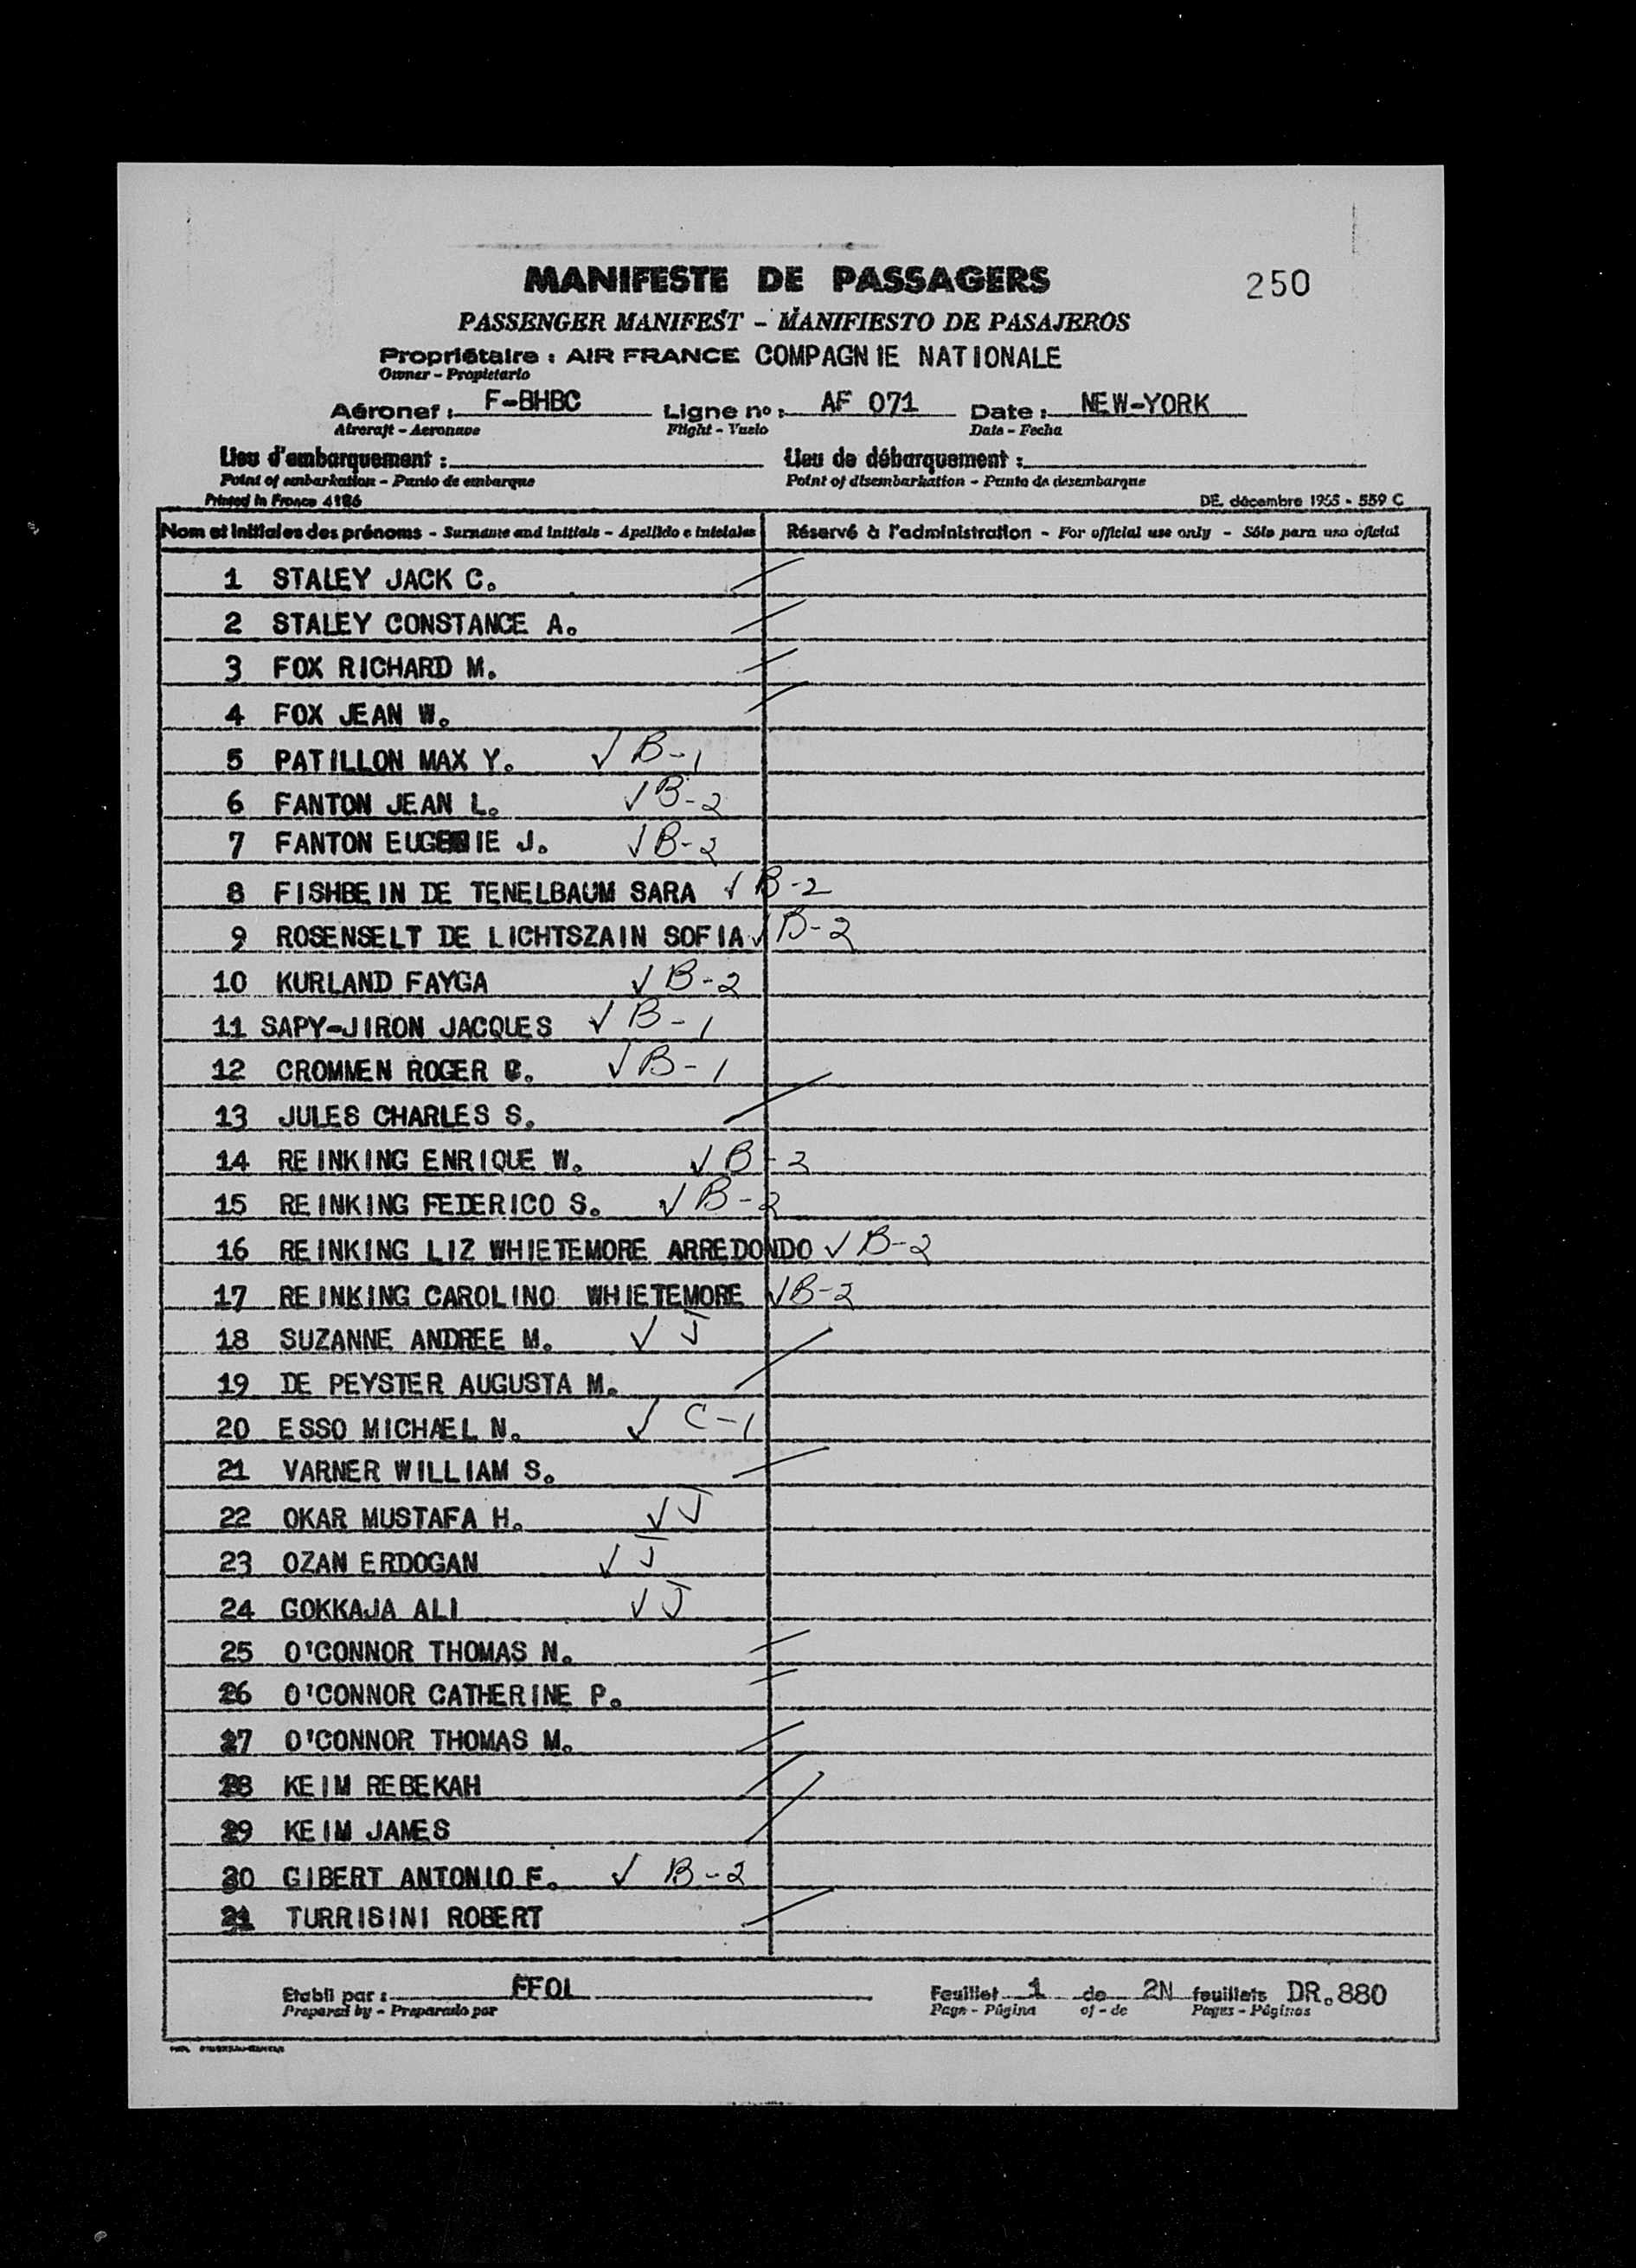 MANIFESTE DE PASSAGERS
250
PASSENGER MANIFEST - MANIFIESTO DE PASAJEROS
Propriétaire : AIR FRANCE COMPAGNIE NATIONALE
Owner - Propietario
Aéronef : F-BHBC Ligne no : AF 071 Date : NEW-YORK
Aircraft - Aeronave Flight - Vuelo Date - Fecha
Lieu d'embarquement : Lieu de débarquement :
Point of embarkation - Punto de embarque Point of disembarkation - Punto de desembarque
Printed in France 4186 DE. décembre 1955 - 559 C
Nom et initiales des prénoms - Surname and initials - Apellido e iniciales Réservé à l'administration - For official use only - Sólo para uso oficial
1 STALEY JACK C.
2 STALEY CONSTANCE A.
3 FOX RICHARD M.
4 FOX JEAN W.
5 PATILLON MAX Y. ✓ B-1
6 FANTON JEAN L. ✓ B-2
7 FANTON EUGENIE J. ✓ B-2
8 FISHBEIN DE TENELBAUM SARA ✓ B-2
9 ROSENSELT DE LICHTSZAIN SOFIA ✓ B-2
10 KURLAND FAYGA ✓ B-2
11 SAPY-JIRON JACQUES ✓ B-1
12 CROMMEN ROGER C. ✓ B-1
13 JULES CHARLES S.
14 REINKING ENRIQUE W. ✓ B-2
15 REINKING FEDERICO S. ✓ B-2
16 REINKING LIZ WHIETEMORE ARREDONDO ✓ B-2
17 REINKING CAROLINO WHIETEMORE ✓ B-2
18 SUZANNE ANDREE M. ✓ J
19 DE PEYSTER AUGUSTA M.
20 ESSO MICHAEL N. ✓ C-1
21 VARNER WILLIAM S.
22 OKAR MUSTAFA H. ✓ J
23 OZAN ERDOGAN ✓ J
24 GOKKAJA ALI ✓ J
25 O'CONNOR THOMAS N.
26 O'CONNOR CATHERINE P.
27 O'CONNOR THOMAS M.
28 KEIM REBEKAH
29 KEIM JAMES
30 GIBERT ANTONIO F. ✓ B-2
31 TURRISINI ROBERT
Etabli par : FFOL Feuillet 1 de 2N feuillets DR.880
Prepared by - Preparado por Page - Página of - de Pages - Páginas